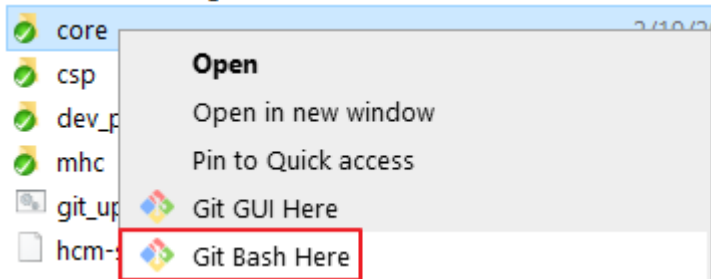 core
csp
dev_p
mhc
git_up
hcm-s
Open
Open in new window
Pin to Quick access
Git GUI Here
Git Bash Here